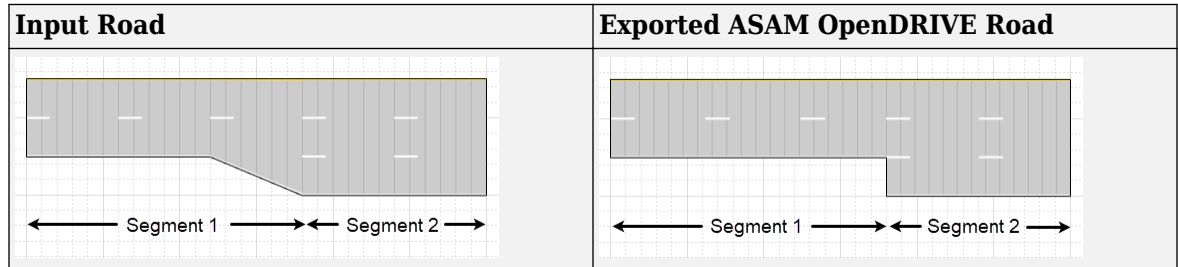 Input Road
Exported ASAM OpenDRIVE Road
Segment 1
Segment 2
Segment 1
Segment 2